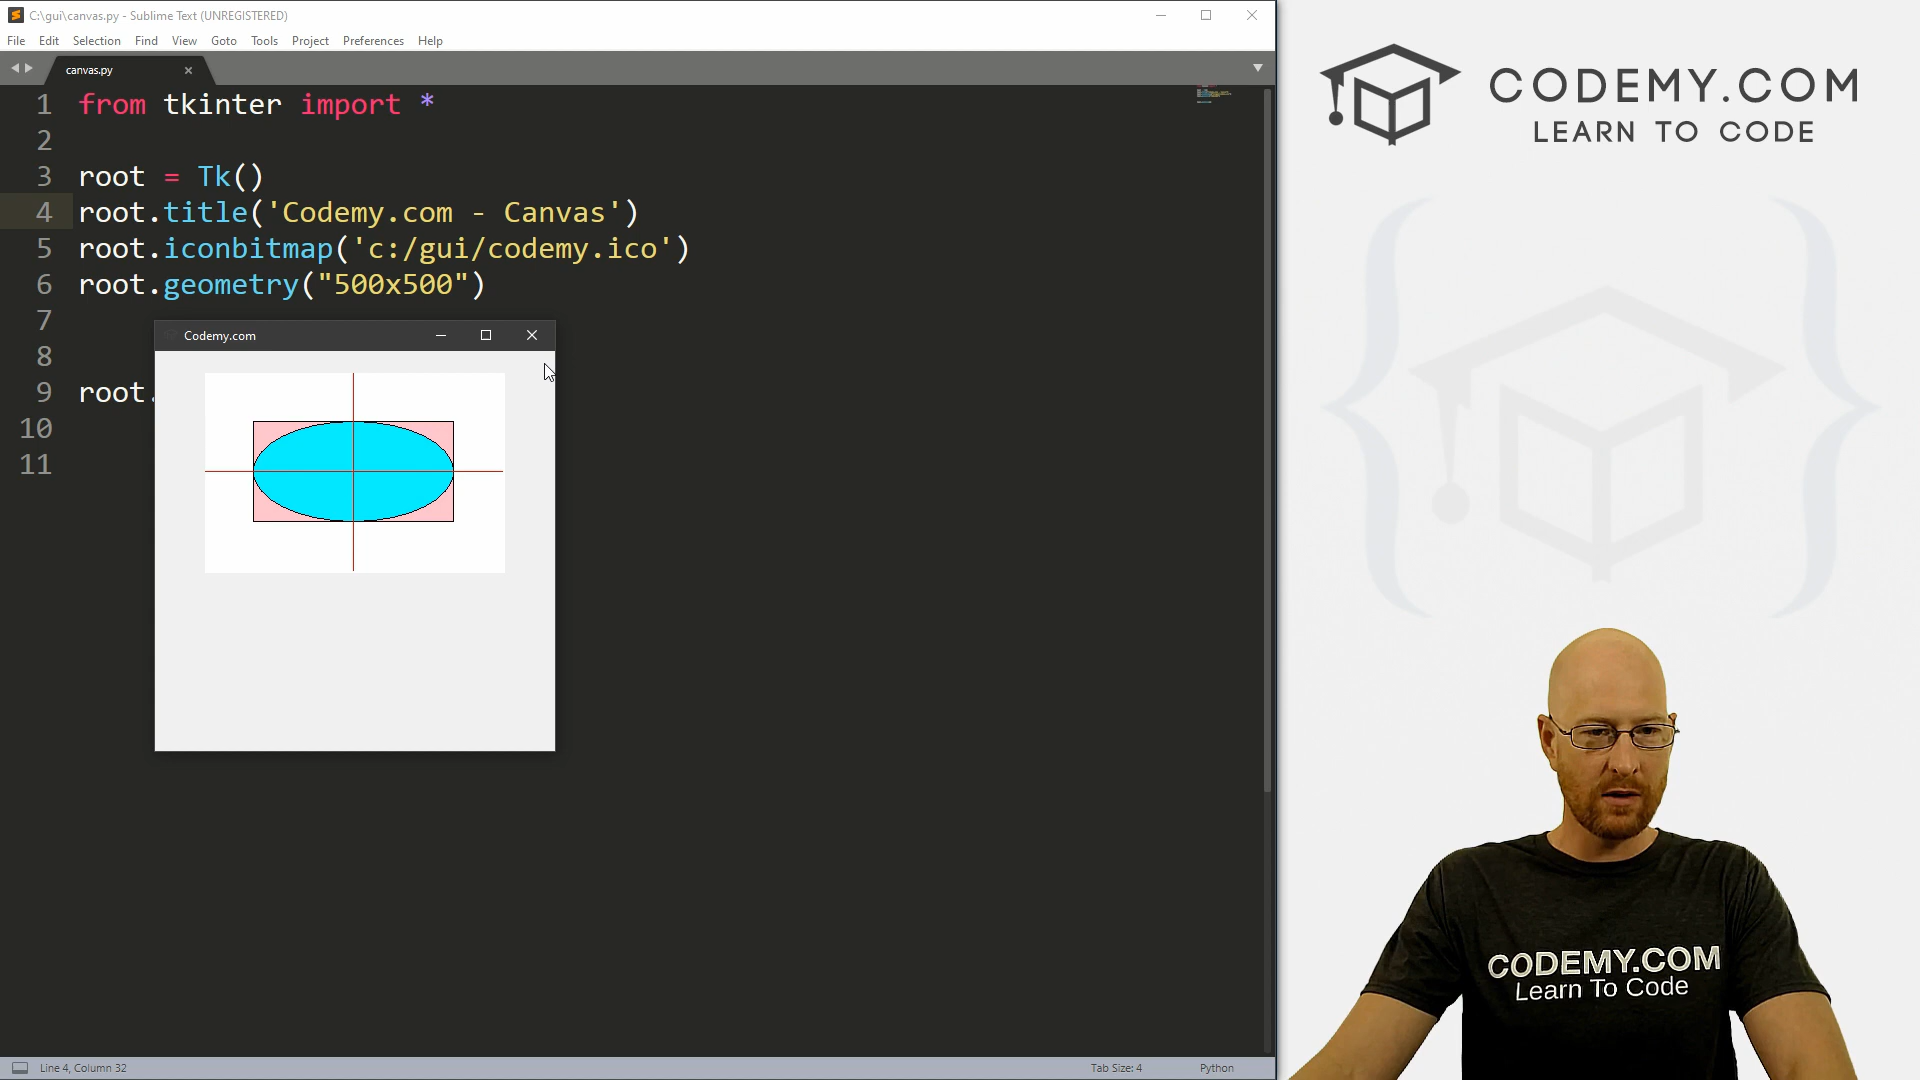 C:\gui\canvas.py - Sublime Text (UNREGISTERED)
File Edit Selection Find View Goto Tools Project Preferences Help
canvas.py
1 from tkinter import *
2
3 root = Tk()
4 root.title('Codemy.com - Canvas')
5 root.iconbitmap('c:/gui/codemy.ico')
6 root.geometry("500x500")
7
8
9 root.
10
11
Codemy.com
Line 4, Column 32
Tab Size: 4
Python
CODEMY.COM
LEARN TO CODE
CODEMY.COM
Learn To Code